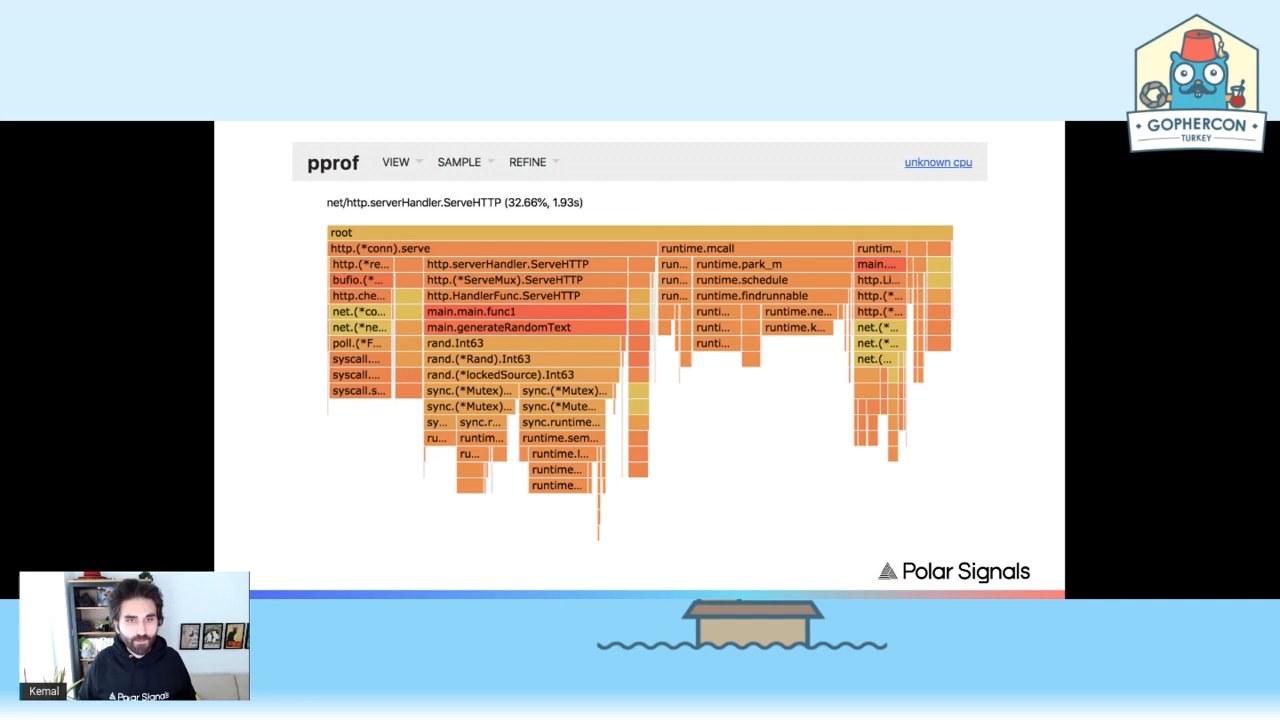 GOPHERCON
TURKEY
pprof VIEW SAMPLE REFINE unknown cpu
net/http.serverHandler.ServeHTTP (32.66%, 1.93s)
root
http.(*conn).serve runtime.mcall runtim...
http.(*re... http.serverHandler.ServeHTTP run... runtime.park_m main....
bufio.(*... http.(*ServeMux).ServeHTTP run... runtime.schedule http.Li...
http.che... http.HandlerFunc.ServeHTTP run... runtime.findrunnable http.(*...
net.(*co... main.main.func1 runti... runtime.ne... http.(*...
net.(*ne... main.generateRandomText runti... runtime.k... net.(*...
poll.(*F... rand.Int63 runti... net.(*...
syscall.... rand.(*Rand).Int63 net.(...
syscall.... rand.(*lockedSource).Int63
syscall.s... sync.(*Mutex)... sync.(*Mutex)...
sync.(*Mutex)... sync.(*Mute...
sy... sync.r... sync.runtime...
ru... runtim... runtime.sem...
ru... runtime.l...
runtime...
runtime...
Polar Signals
Polar Signals
Kemal